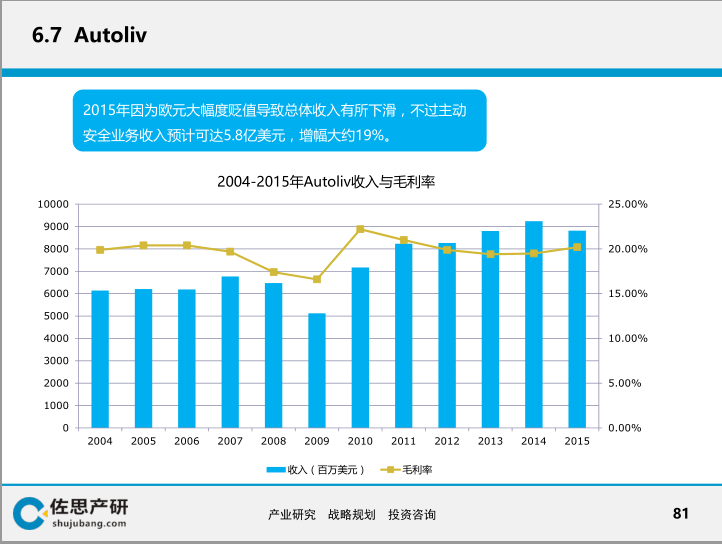 6.7 Autoliv
2015年因为欧元大幅度贬值导致总体收入有所下滑，不过主动
安全业务收入预计可达5.8亿美元，增幅大约19%。
2004-2015年Autoliv收入与毛利率
10000 25.00%
9000
8000 20.00%
7000
6000 15.00%
5000
4000 10.00%
3000
2000 5.00%
1000
0 0.00%
2004 2005 2006 2007 2008 2009 2010 2011 2012 2013 2014 2015
收入（百万美元） 毛利率
佐思产研
shujubang.com
产业研究 战略规划 投资咨询
81